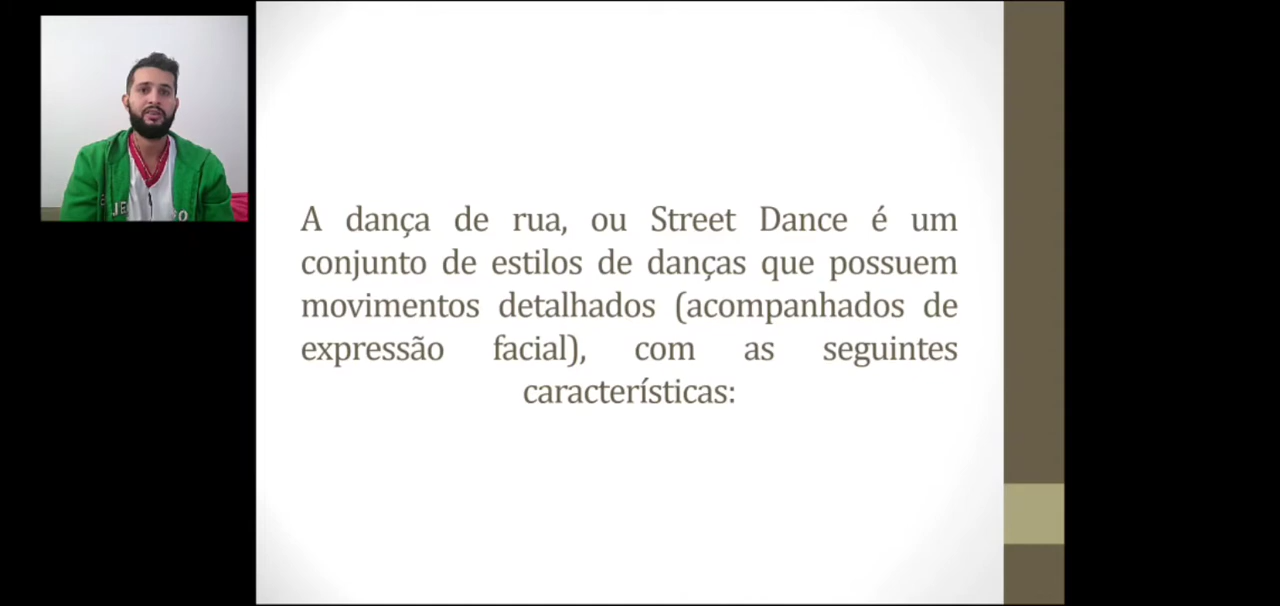 A dança de rua, ou Street Dance é um
conjunto de estilos de danças que possuem
movimentos detalhados (acompanhados de
expressão facial), com as seguintes
características: